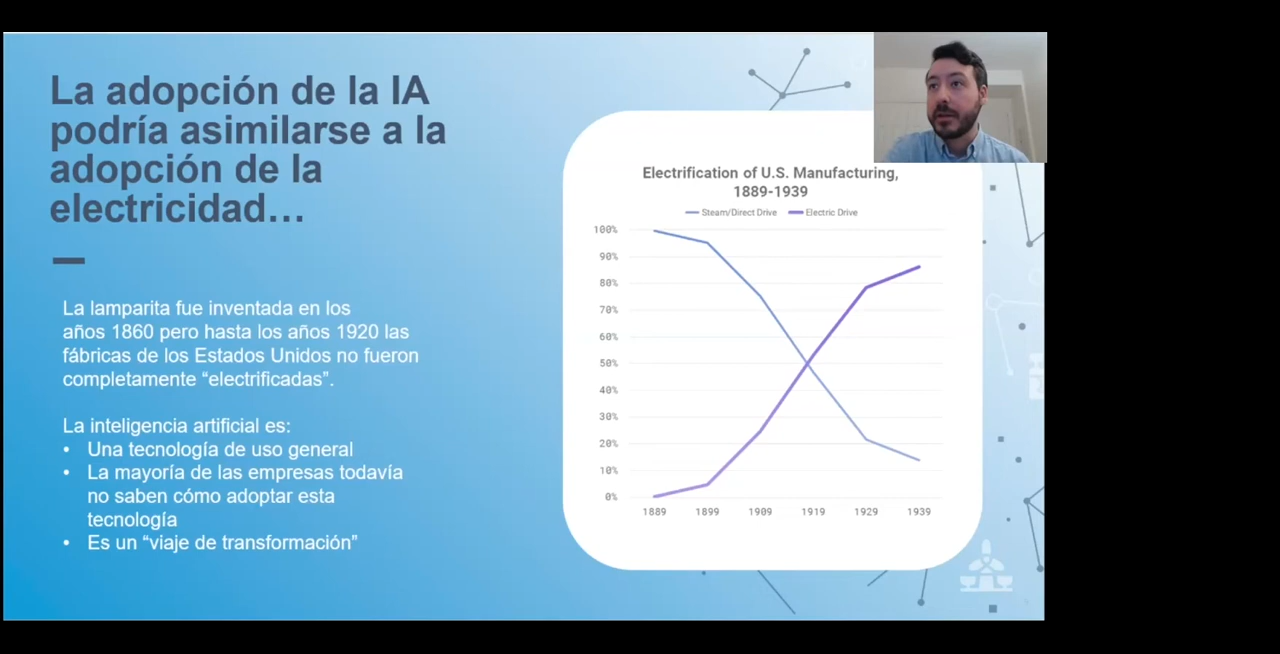 La adopción de la IA
podría asimilarse a la
adopción de la
electricidad…
La lamparita fue inventada en los
años 1860 pero hasta los años 1920 las
fábricas de los Estados Unidos no fueron
completamente “electrificadas”.
La inteligencia artificial es:
• Una tecnología de uso general
• La mayoría de las empresas todavía
no saben cómo adoptar esta
tecnología
• Es un “viaje de transformación”
Electrification of U.S. Manufacturing,
1889-1939
Steam/Direct Drive Electric Drive
100%
90%
80%
70%
60%
50%
40%
30%
20%
10%
0%
1889 1899 1909 1919 1929 1939